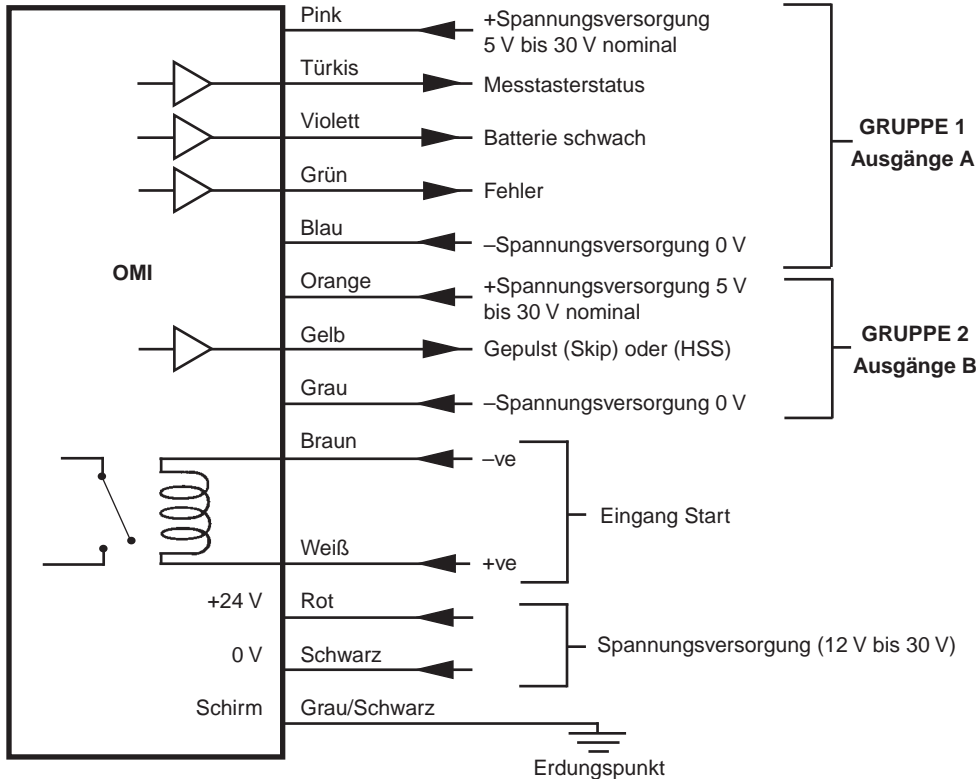 Pink
+Spannungsversorgung
5 V bis 30 V nominal
Türkis
Messtasterstatus
Violett
Batterie schwach
GRUPPE 1
Ausgänge A
Grün
Fehler
Blau
–Spannungsversorgung 0 V
OMI
Orange
+Spannungsversorgung 5 V
bis 30 V nominal
Gelb
Gepulst (Skip) oder (HSS)
GRUPPE 2
Ausgänge B
Grau
–Spannungsversorgung 0 V
Braun
–ve
Eingang Start
Weiß
+ve
+24 V
Rot
Spannungsversorgung (12 V bis 30 V)
0 V
Schwarz
Schirm
Grau/Schwarz
Erdungspunkt